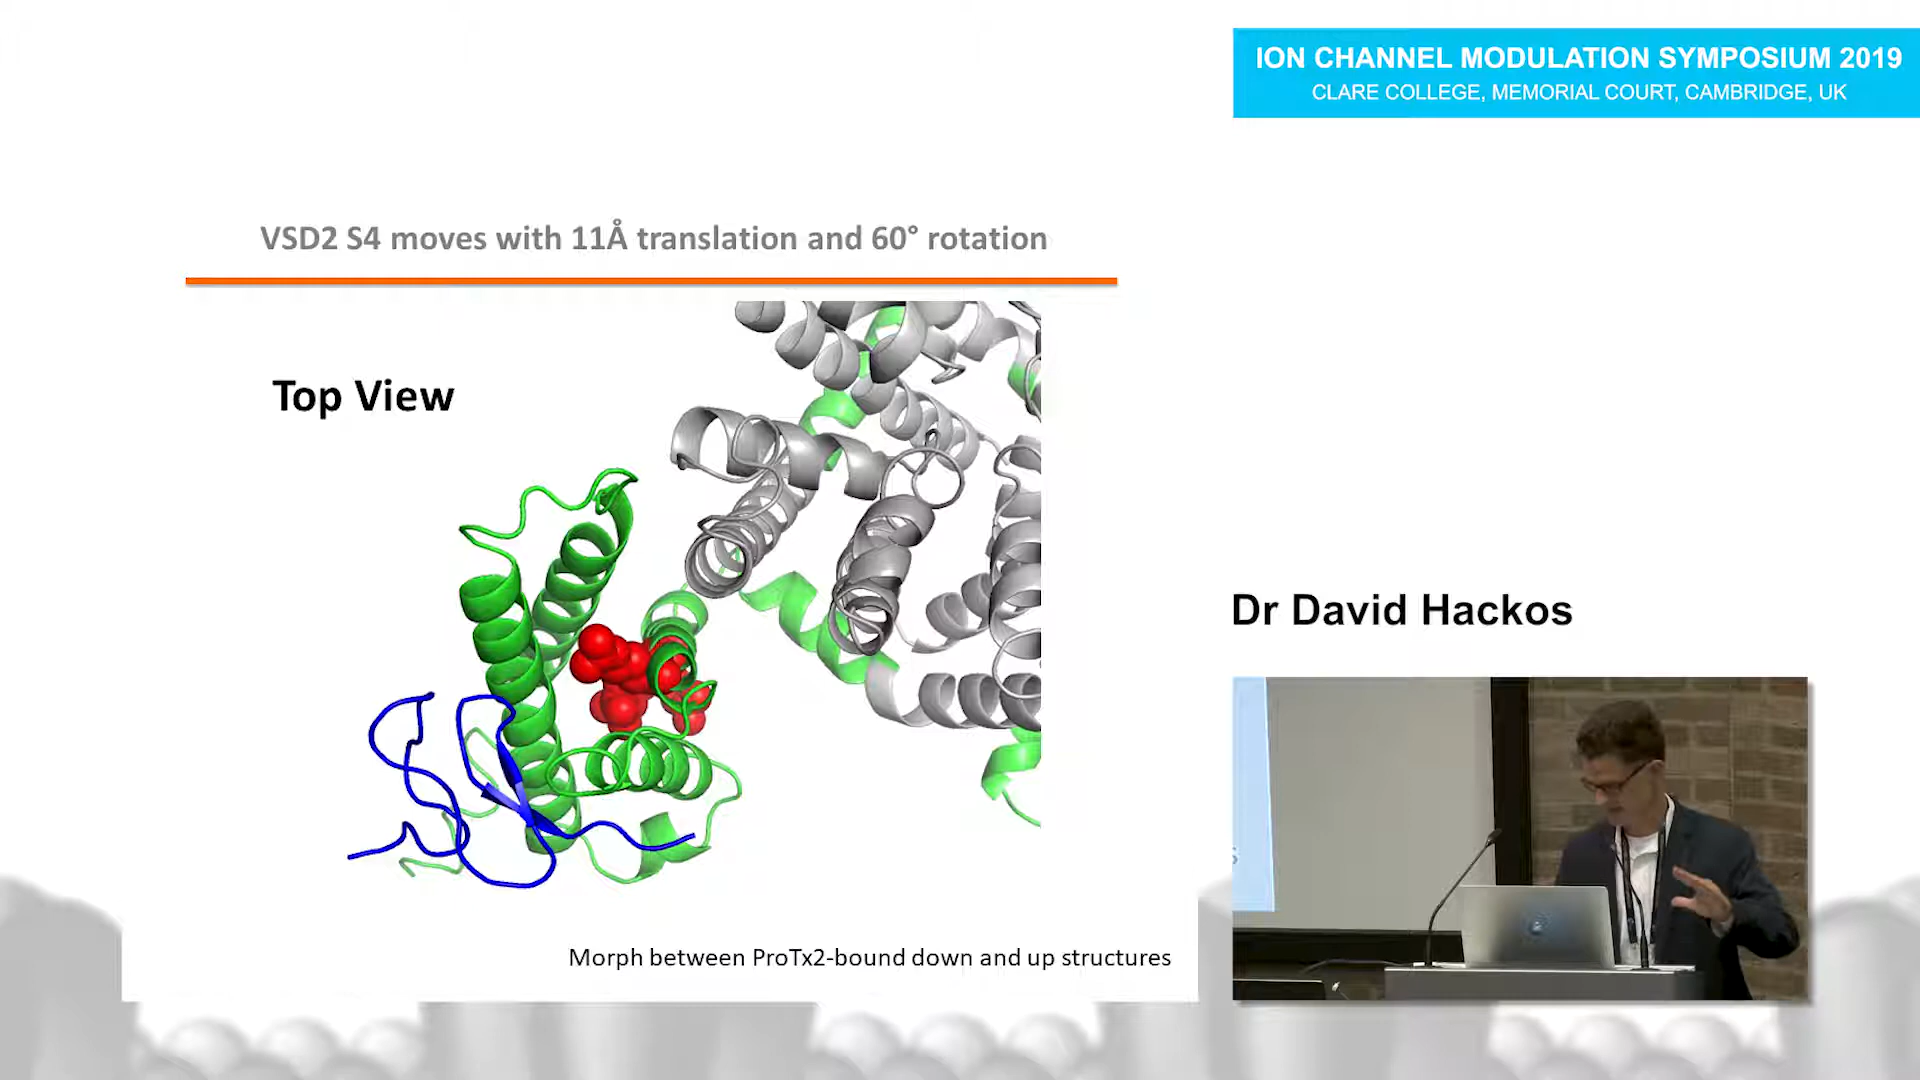 ION CHANNEL MODULATION SYMPOSIUM 2019
CLARE COLLEGE, MEMORIAL COURT, CAMBRIDGE, UK
VSD2 S4 moves with 11Å translation and 60° rotation
Top View
Dr David Hackos
Morph between ProTx2-bound down and up structures